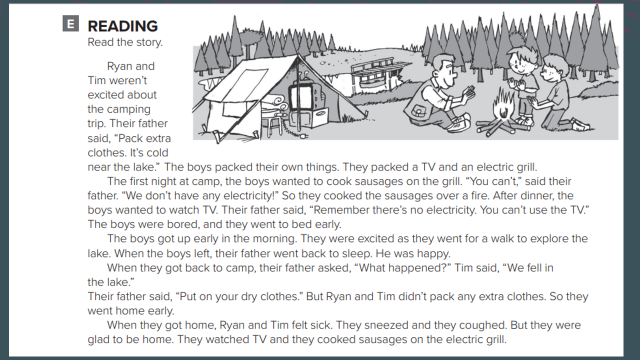 E READING
Read the story.
Ryan and
Tim weren't
excited about
the camping
trip. Their father
said, “Pack extra
clothes. It's cold
near the lake.” The boys packed their own things. They packed a TV and an electric grill.
The first night at camp, the boys wanted to cook sausages on the grill. “You can't,” said their
father. “We don't have any electricity!” So they cooked the sausages over a fire. After dinner, the
boys wanted to watch TV. Their father said, “Remember there's no electricity. You can't use the TV.”
The boys were bored, and they went to bed early.
The boys got up early in the morning. They were excited as they went for a walk to explore the
lake. When the boys left, their father went back to sleep. He was happy.
When they got back to camp, their father asked, “What happened?” Tim said, “We fell in
the lake.”
Their father said, “Put on your dry clothes.” But Ryan and Tim didn't pack any extra clothes. So they
went home early.
When they got home, Ryan and Tim felt sick. They sneezed and they coughed. But they were
glad to be home. They watched TV and they cooked sausages on the electric grill.